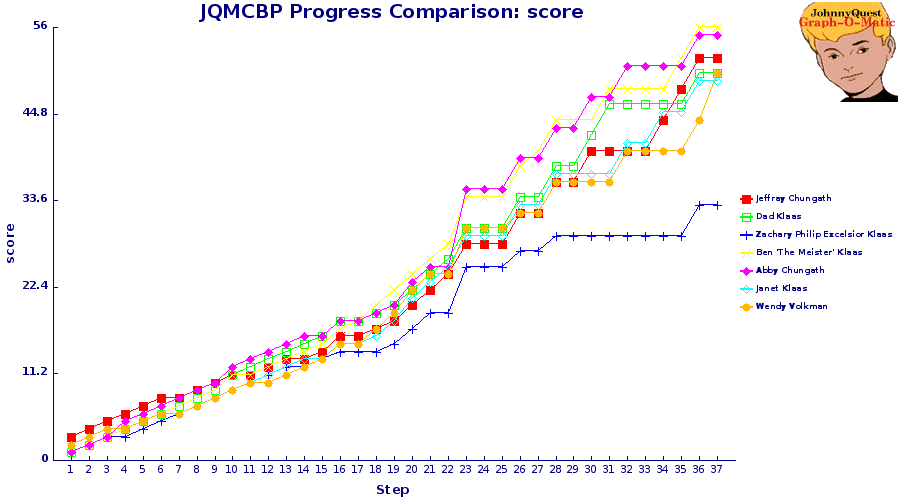 JQMCBP Progress Comparison: score
JohnnyQuest
Graph-O-Matic
56
44.8
33.6
22.4
11.2
0
score
1 2 3 4 5 6 7 8 9 10 11 12 13 14 15 16 17 18 19 20 21 22 23 24 25 26 27 28 29 30 31 32 33 34 35 36 37
Step
Jeffray Chungath
Dad Klaas
Zachary Philip Excelsior Klaas
Ben 'The Meister' Klaas
Abby Chungath
Janet Klaas
Wendy Volkman